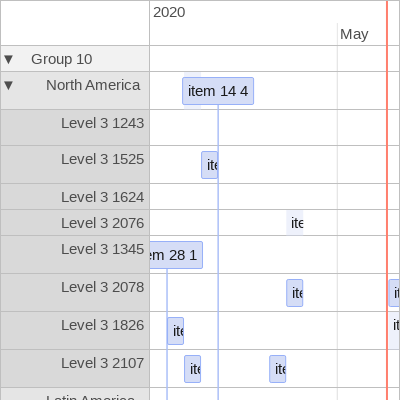 2020
May
▼ Group 10
▼ North America
item 14 4
Level 3 1243
Level 3 1525
ite
Level 3 1624
Level 3 2076
ite
Level 3 1345
em 28 1
Level 3 2078
ite
it
Level 3 1826
ite
it
Level 3 2107
ite
ite
Latin America